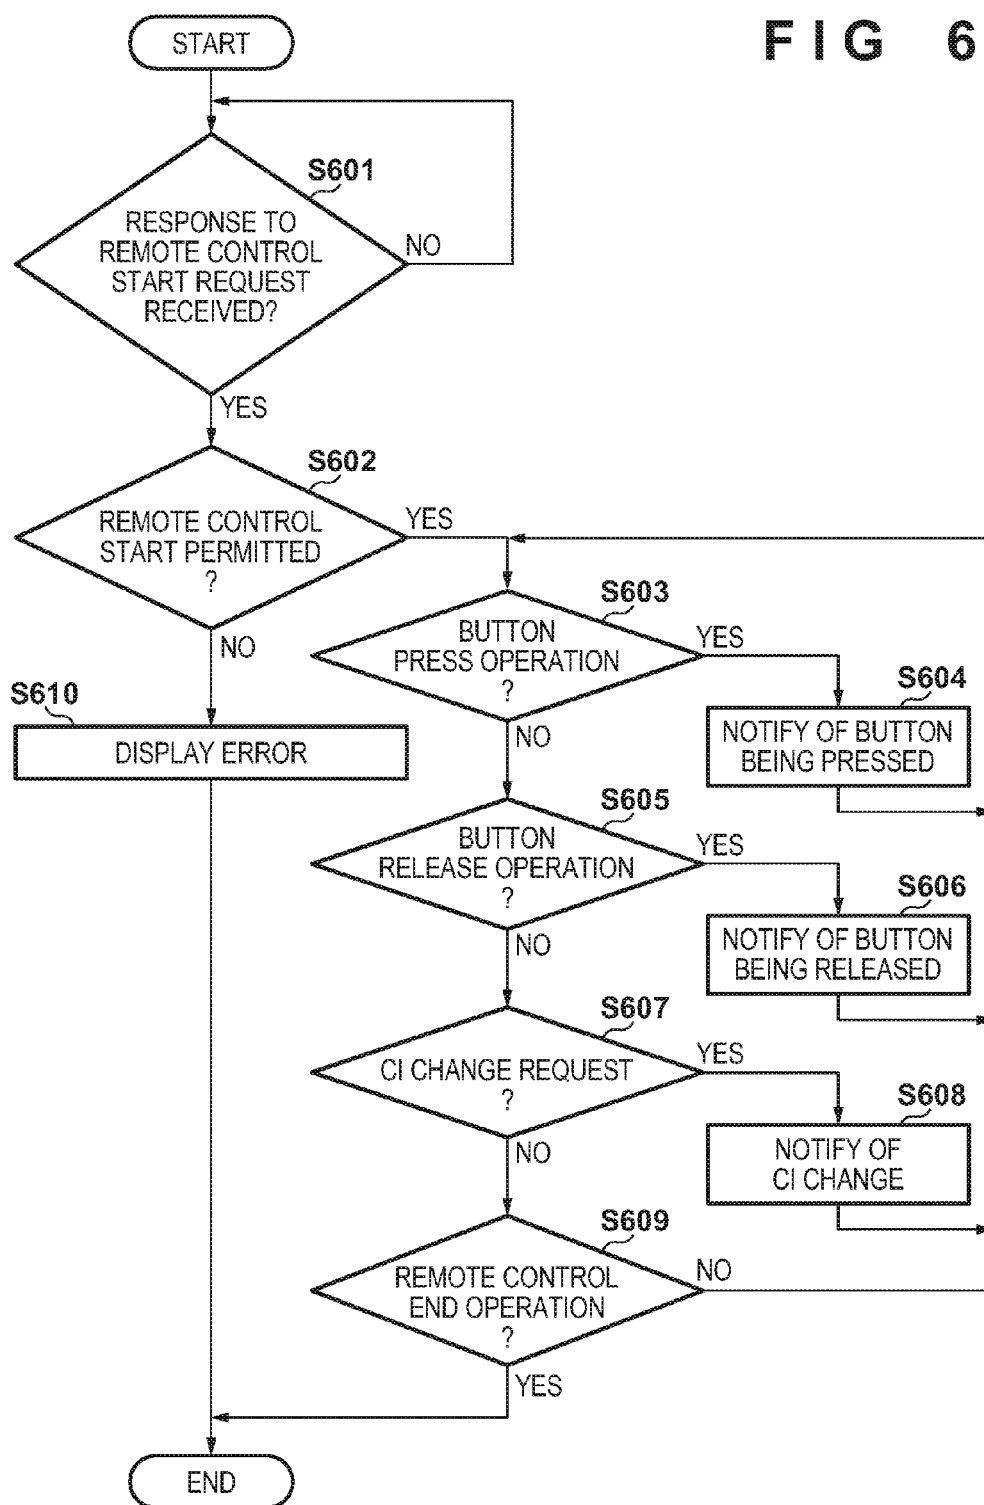 FIG 6
START
S601
RESPONSE TO
REMOTE CONTROL
START REQUEST
RECEIVED?
NO
YES
S602
REMOTE CONTROL
START PERMITTED
?
YES
NO
S603
BUTTON
PRESS OPERATION
?
YES
NO
S604
NOTIFY OF BUTTON
BEING PRESSED
S610
DISPLAY ERROR
S605
BUTTON
RELEASE OPERATION
?
YES
NO
S606
NOTIFY OF BUTTON
BEING RELEASED
S607
CI CHANGE REQUEST
?
YES
NO
S608
NOTIFY OF
CI CHANGE
S609
REMOTE CONTROL
END OPERATION
?
NO
YES
END